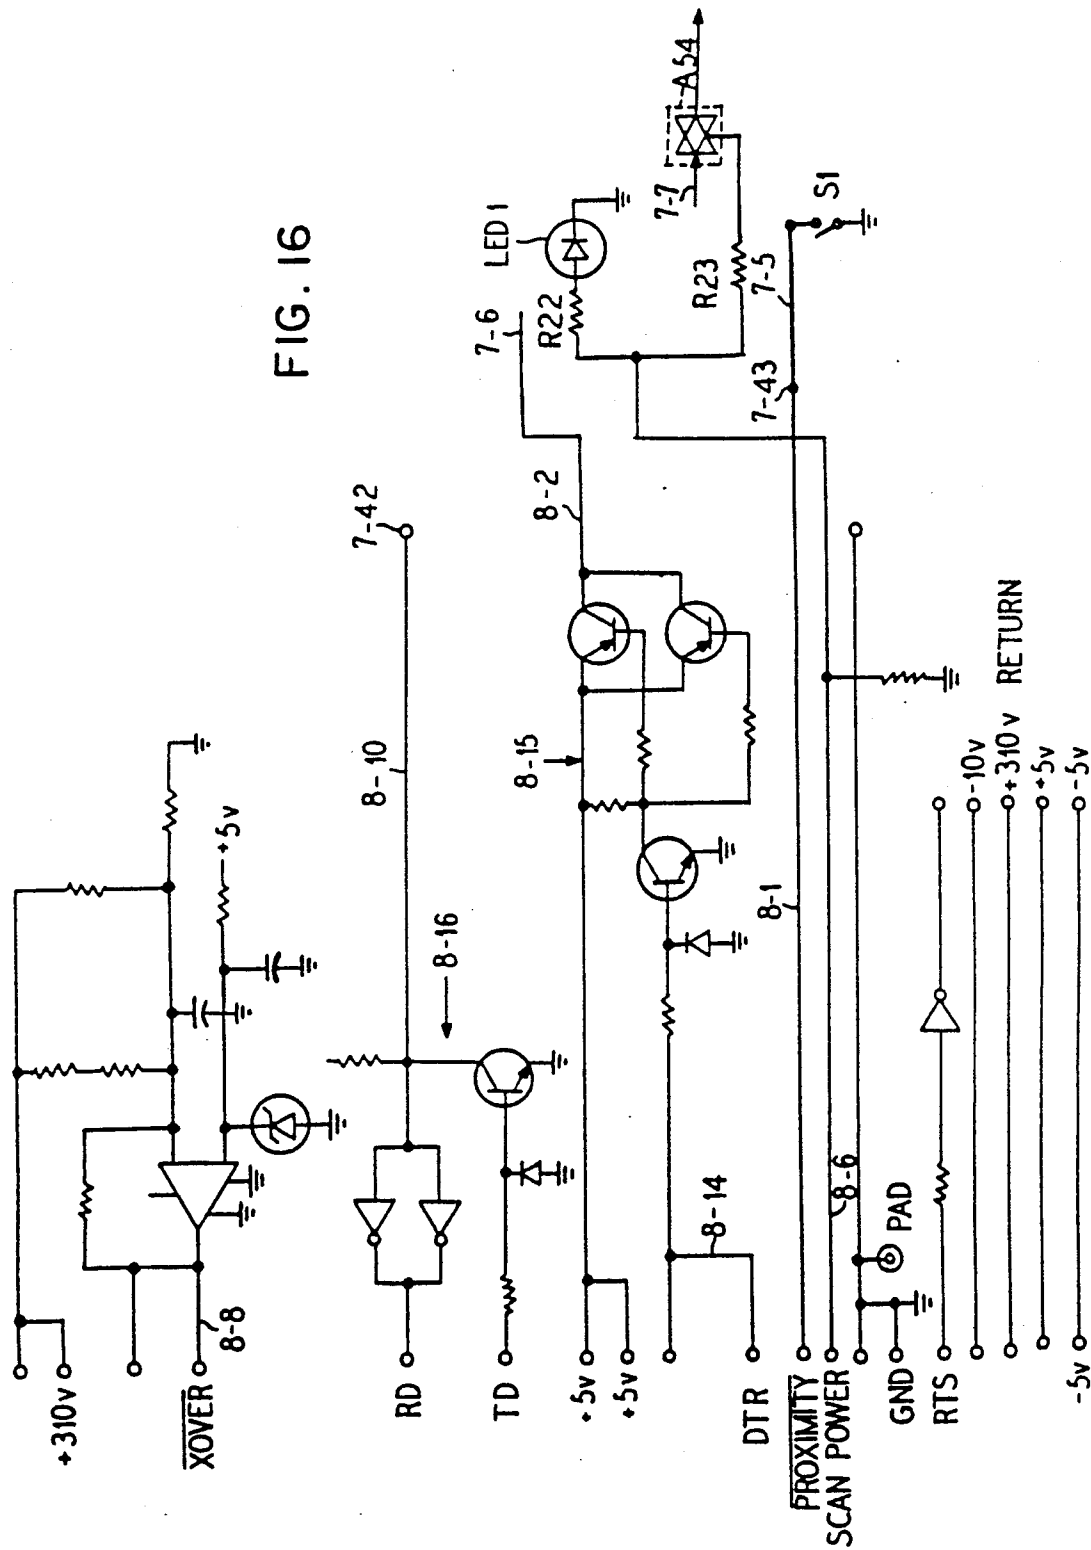 FIG. 16
+310v
XOVER
8-8
+5v
RD
8-10
7-42
TD
8-16
+5v
+5v
8-15
8-2
7-6
R22
LED 1
7-7
A54
R23
DTR
8-14
PROXIMITY
8-1
7-43
7-5
S1
SCAN POWER
8-6
PAD
GND
RTS
-10v
+310v RETURN
+5v
-5v
-5v